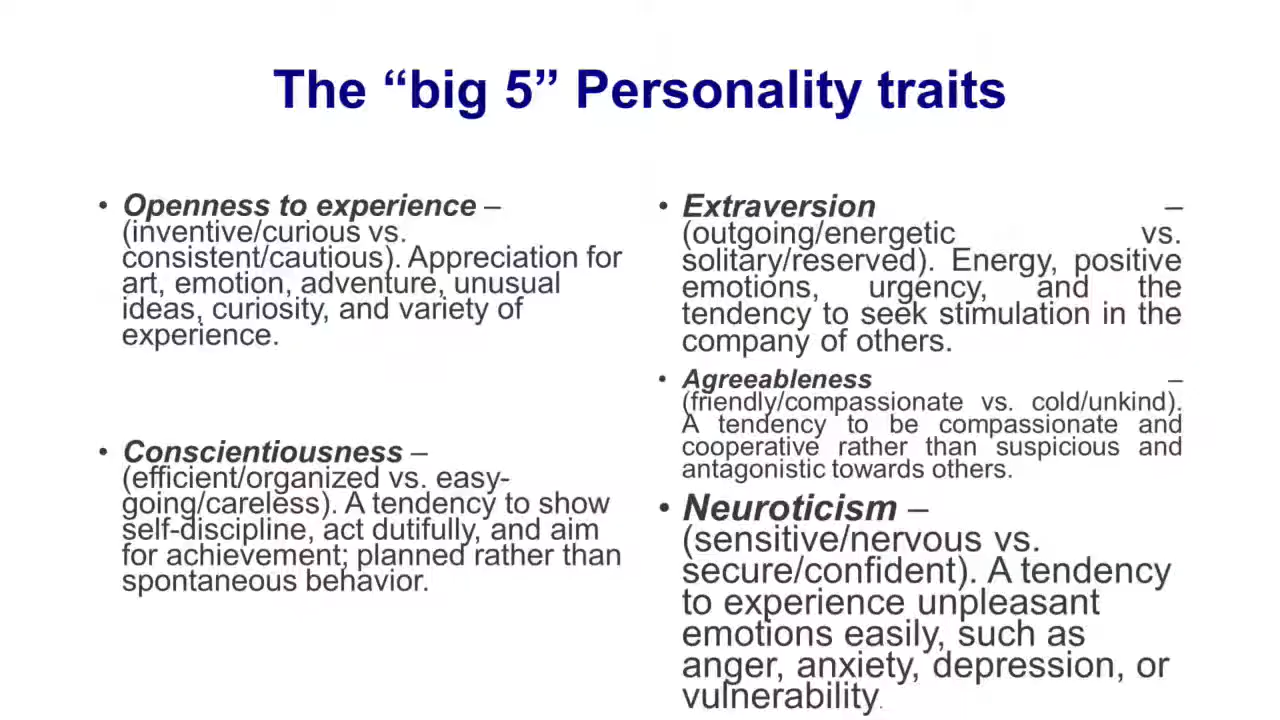 The “big 5” Personality traits
• Openness to experience –
(inventive/curious vs.
consistent/cautious). Appreciation for
art, emotion, adventure, unusual
ideas, curiosity, and variety of
experience.
• Conscientiousness –
(efficient/organized vs. easy-
going/careless). A tendency to show
self-discipline, act dutifully, and aim
for achievement; planned rather than
spontaneous behavior.
• Extraversion –
(outgoing/energetic vs.
solitary/reserved). Energy, positive
emotions, urgency, and the
tendency to seek stimulation in the
company of others.
• Agreeableness –
(friendly/compassionate vs. cold/unkind).
A tendency to be compassionate and
cooperative rather than suspicious and
antagonistic towards others.
• Neuroticism –
(sensitive/nervous vs.
secure/confident). A tendency
to experience unpleasant
emotions easily, such as
anger, anxiety, depression, or
vulnerability.